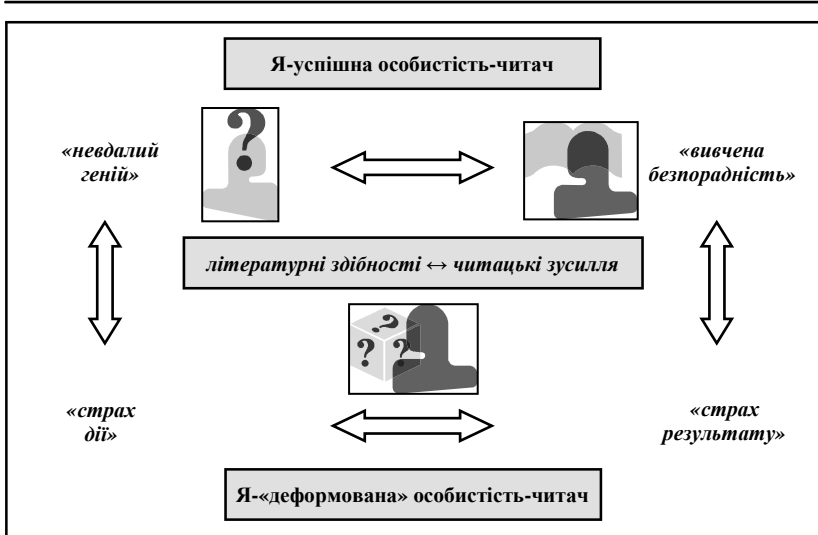 Я-успішна особистість-читач
?
«невдалий
геній»
«вивчена
безпорадність»
літературні здібності ↔ читацькі зусилля
? ? ?
«страх
дії»
«страх
результату»
Я-«деформована» особистість-читач